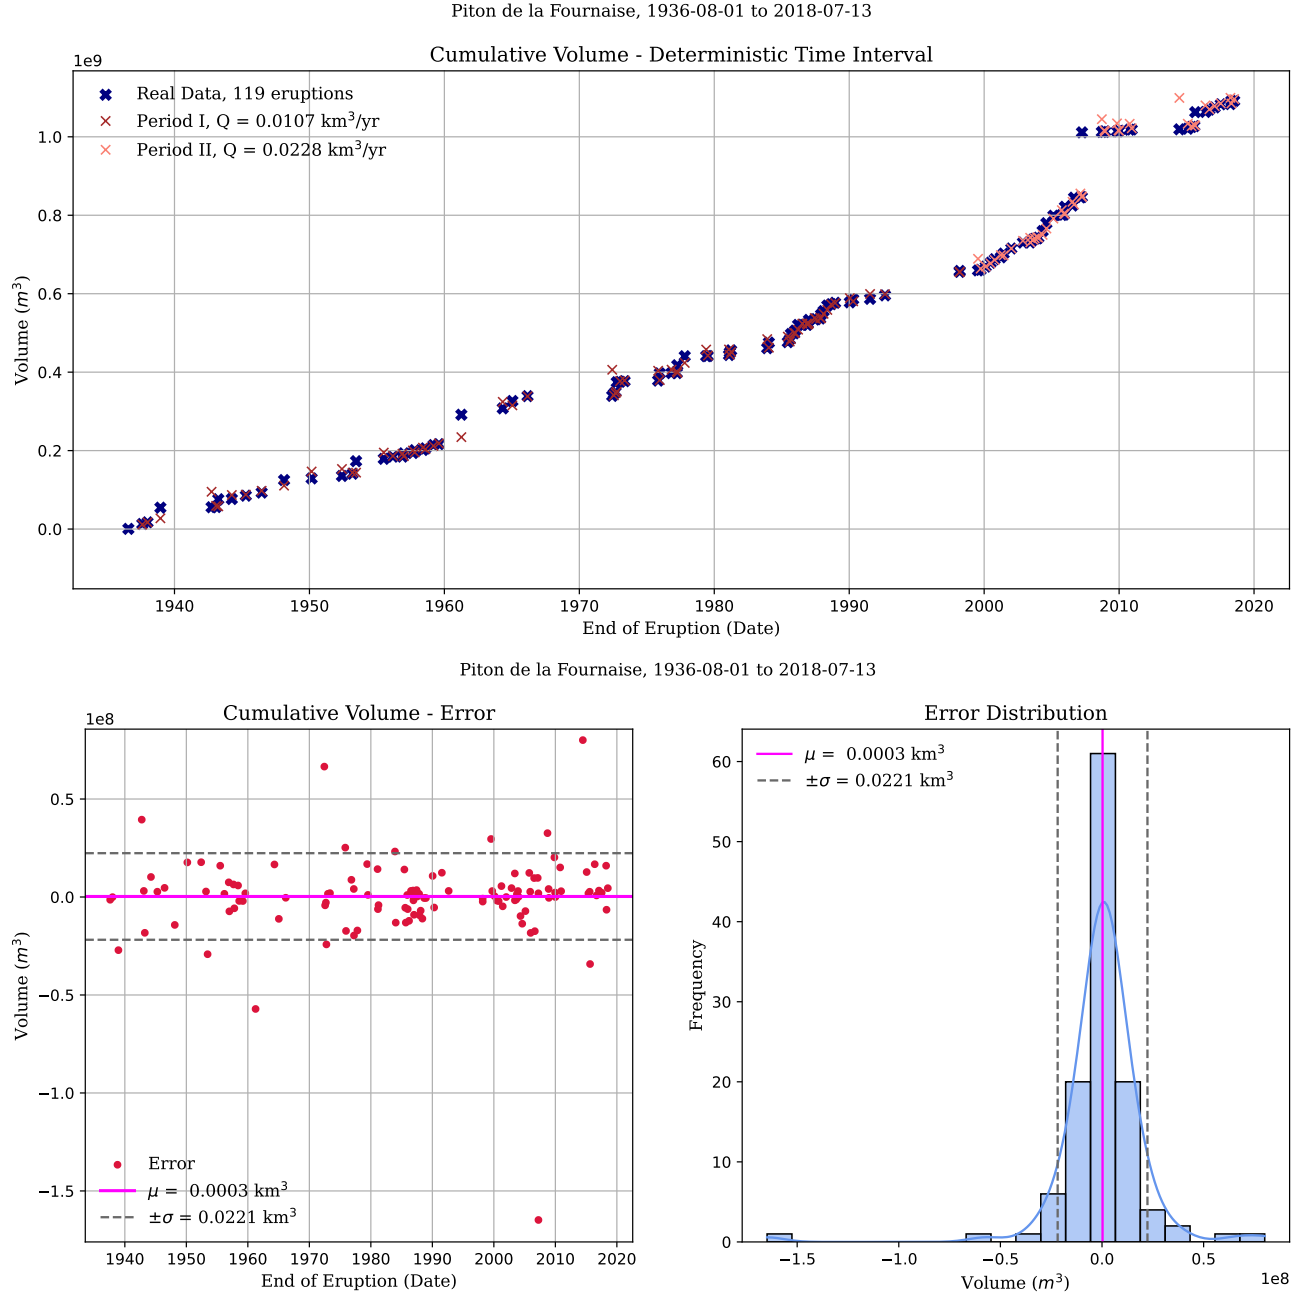 Piton de la Fournaise, 1936-08-01 to 2018-07-13
Cumulative Volume - Deterministic Time Interval
1e9
Real Data, 119 eruptions
Period I, Q = 0.0107 km³/yr
Period II, Q = 0.0228 km³/yr
1.0
0.8
0.6
0.4
0.2
0.0
Volume (m³)
1940 1950 1960 1970 1980 1990 2000 2010 2020
End of Eruption (Date)
Piton de la Fournaise, 1936-08-01 to 2018-07-13
Cumulative Volume - Error
1e8
0.5
0.0
−0.5
−1.0
−1.5
Volume (m³)
Error
μ = 0.0003 km³
±σ = 0.0221 km³
1940 1950 1960 1970 1980 1990 2000 2010 2020
End of Eruption (Date)
Error Distribution
μ = 0.0003 km³
±σ = 0.0221 km³
60
50
40
30
20
10
0
Frequency
−1.5 −1.0 −0.5 0.0 0.5
1e8
Volume (m³)